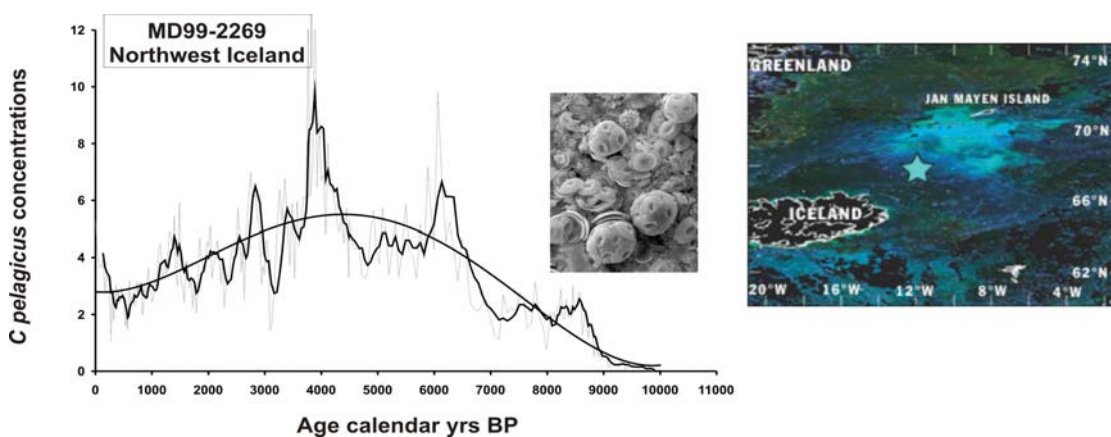 MD99-2269
Northwest Iceland
C pelagicus concentrations
12
10
8
6
4
2
0
0 1000 2000 3000 4000 5000 6000 7000 8000 9000 10000 11000
Age calendar yrs BP
GREENLAND
74°N
JAN MAYEN ISLAND
70°N
66°N
ICELAND
62°N
20°W 16°W 12°W 8°W 4°W